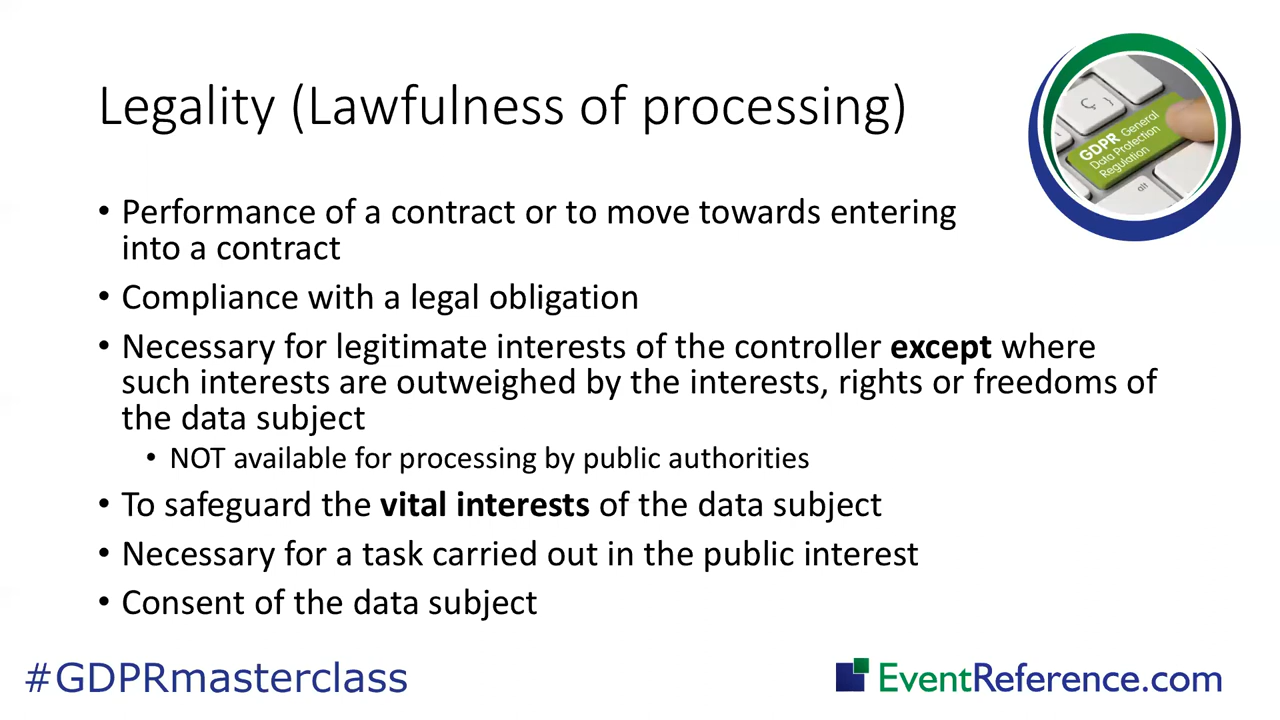 Legality (Lawfulness of processing)
GDPR General
Data Protection
Regulation
• Performance of a contract or to move towards entering
into a contract
• Compliance with a legal obligation
• Necessary for legitimate interests of the controller except where
such interests are outweighed by the interests, rights or freedoms of
the data subject
• NOT available for processing by public authorities
• To safeguard the vital interests of the data subject
• Necessary for a task carried out in the public interest
• Consent of the data subject
#GDPRmasterclass
EventReference.com